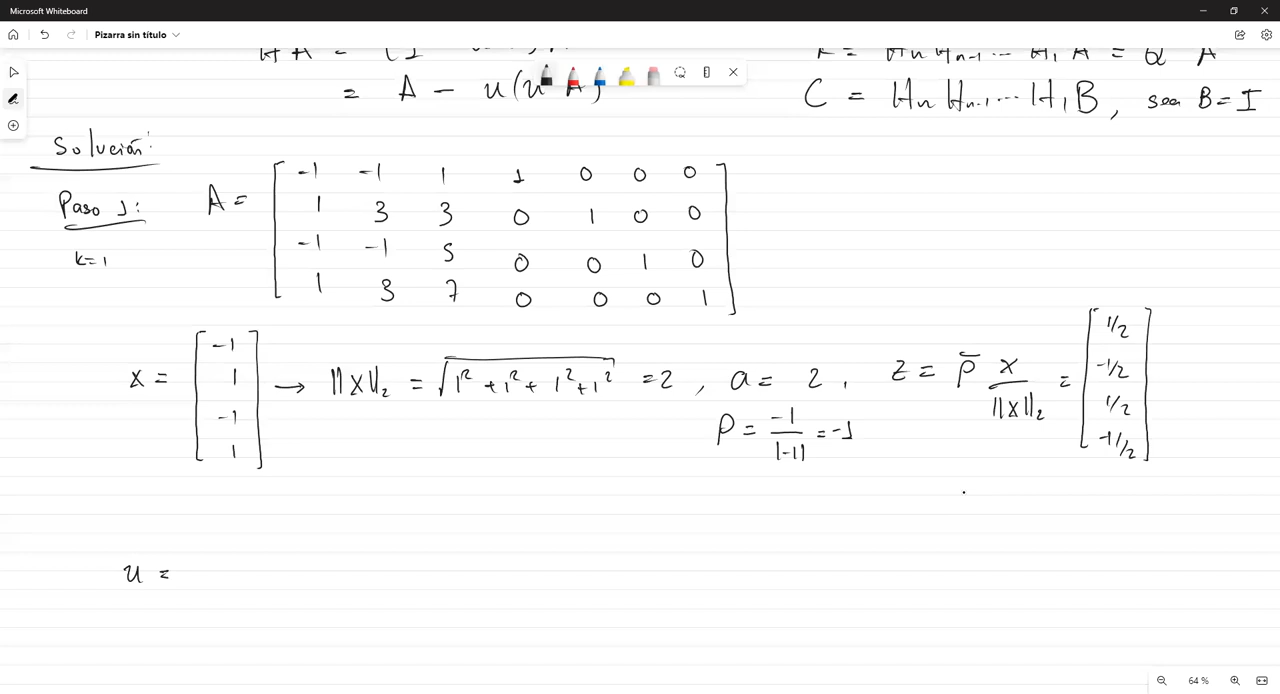 Microsoft Whiteboard
Pizarra sin título
= A - u(u A)
C = Hn Hn-1 ... H1 B, sea B = I
Solución:
Paso 1:
k=1
A =
-1 -1 1 1 0 0 0
1 3 3 0 1 0 0
-1 -1 5 0 0 1 0
1 3 7 0 0 0 1
x = [-1 1 -1 1] → ||x||₂ = √(1² + 1² + 1² + 1²) = 2, a = 2, z = ρ̄ x/||x||₂ = [1/2 -1/2 1/2 -1/2]
ρ = -1/|-1| = -1
u =
64 %